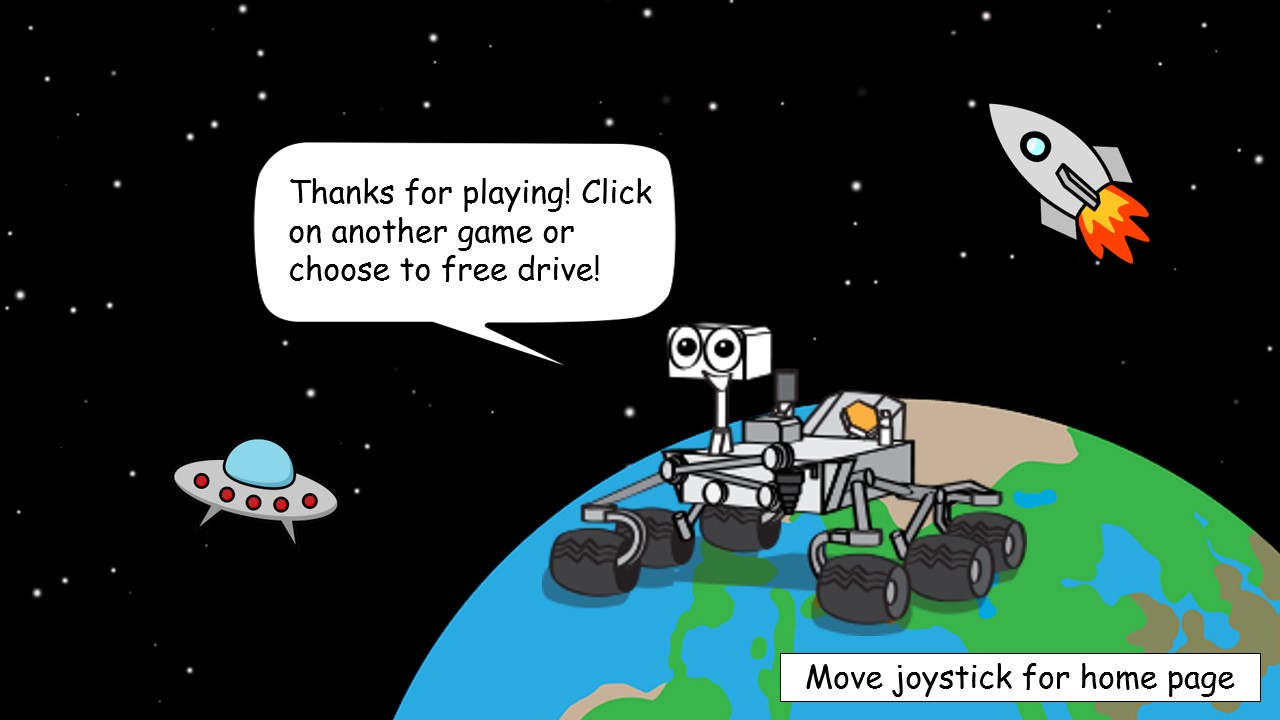 Thanks for playing! Click
on another game or
choose to free drive!
Move joystick for home page